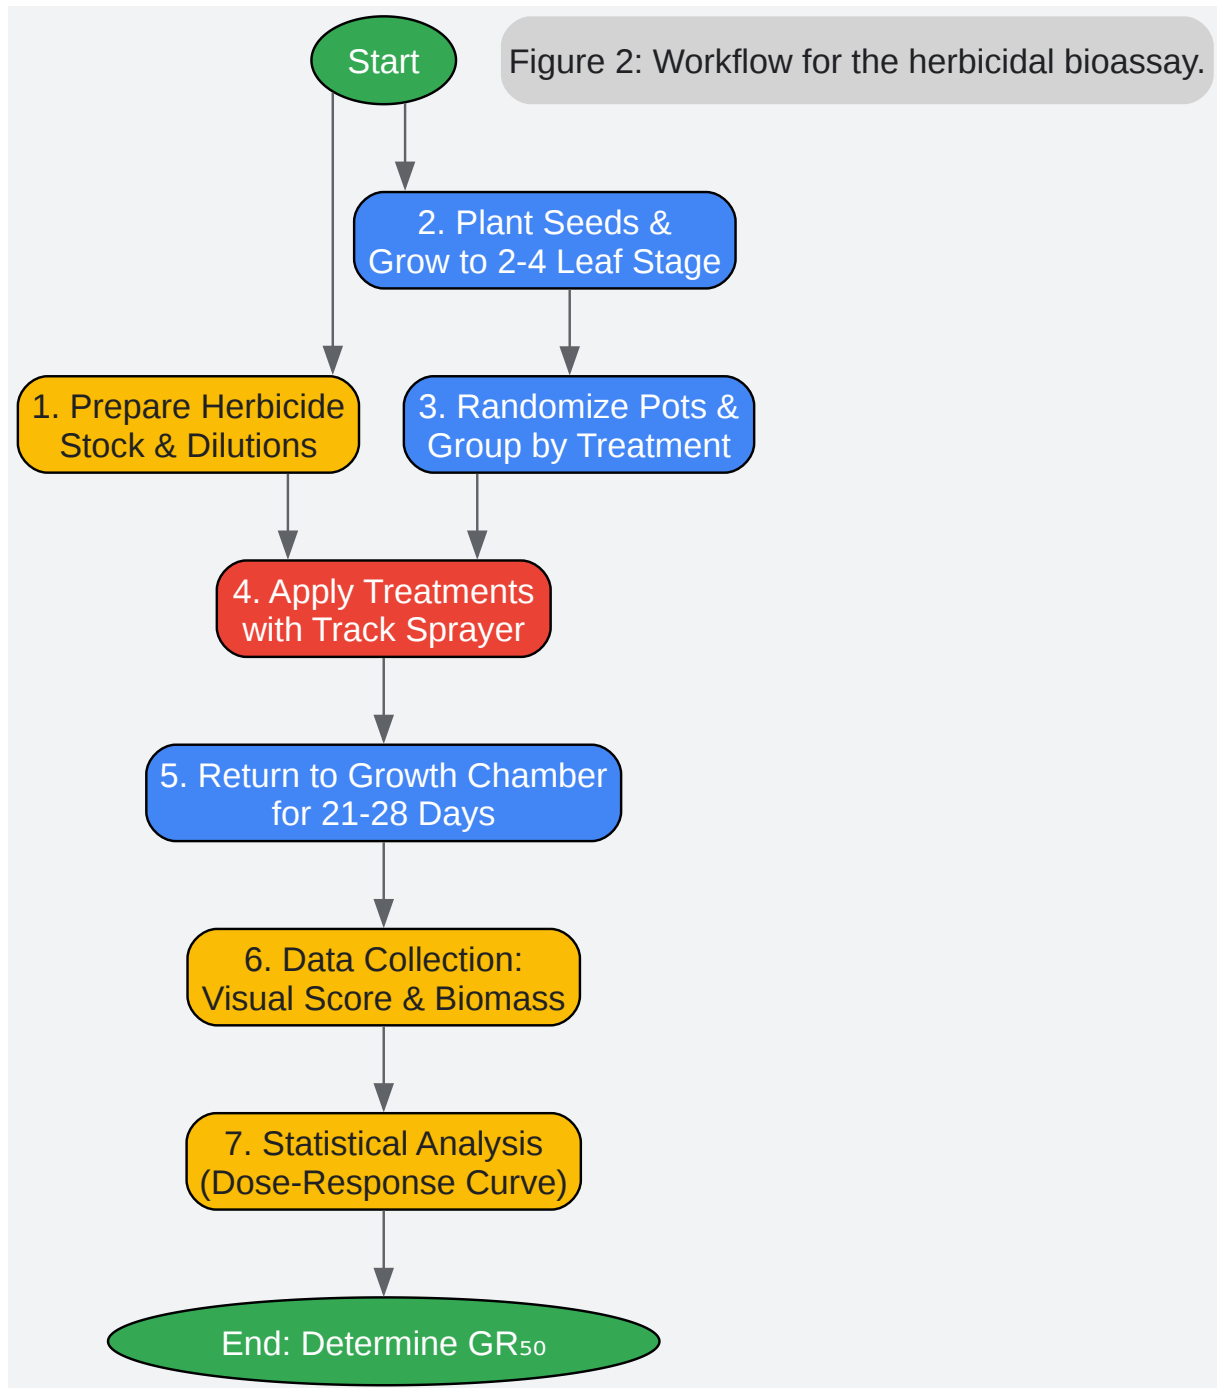 Start
Figure 2: Workflow for the herbicidal bioassay.
2. Plant Seeds &
Grow to 2-4 Leaf Stage
1. Prepare Herbicide
Stock & Dilutions
3. Randomize Pots &
Group by Treatment
4. Apply Treatments
with Track Sprayer
5. Return to Growth Chamber
for 21-28 Days
6. Data Collection:
Visual Score & Biomass
7. Statistical Analysis
(Dose-Response Curve)
End: Determine GR₅₀